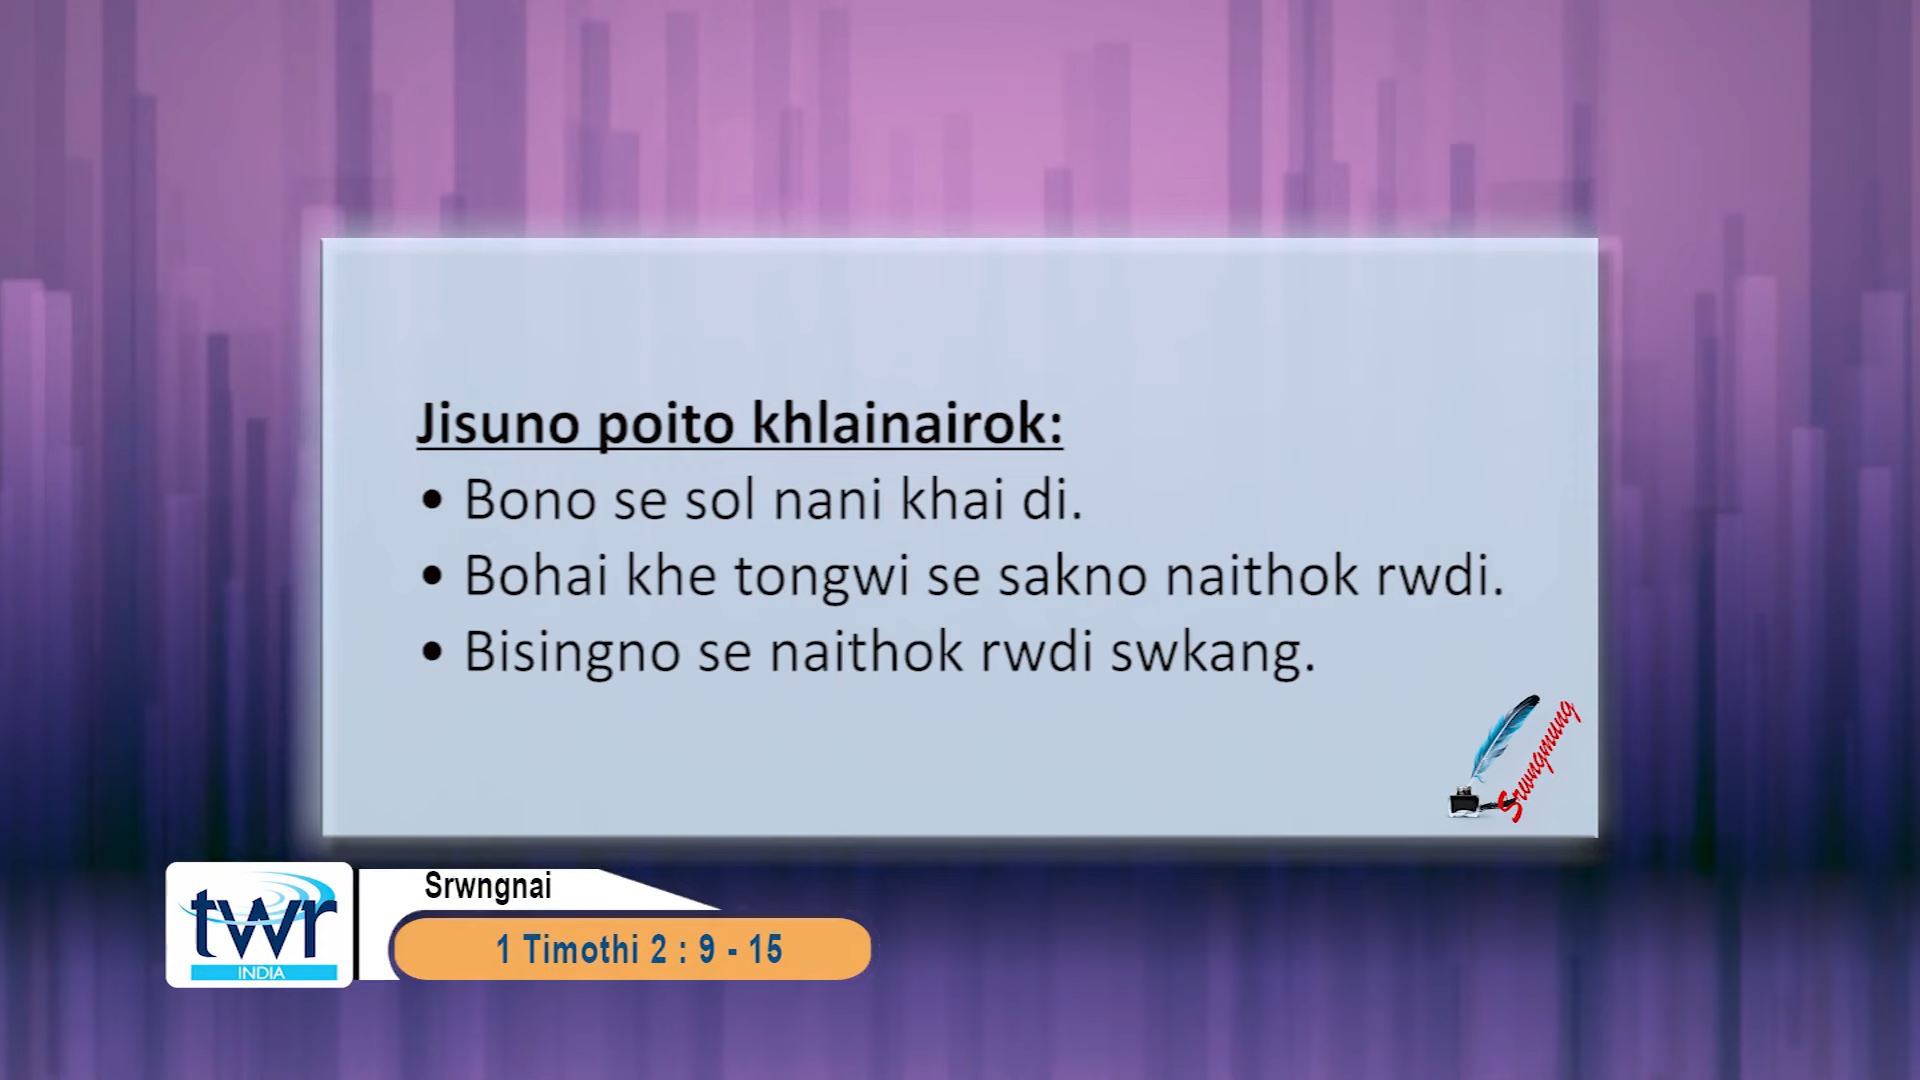 Jisuno poito khlainairok:
• Bono se sol nani khai di.
• Bohai khe tongwi se sakno naithok rwdi.
• Bisingno se naithok rwdi swkang.
Srwngmung
Srwngnai
twr
INDIA
1 Timothi 2 : 9 - 15